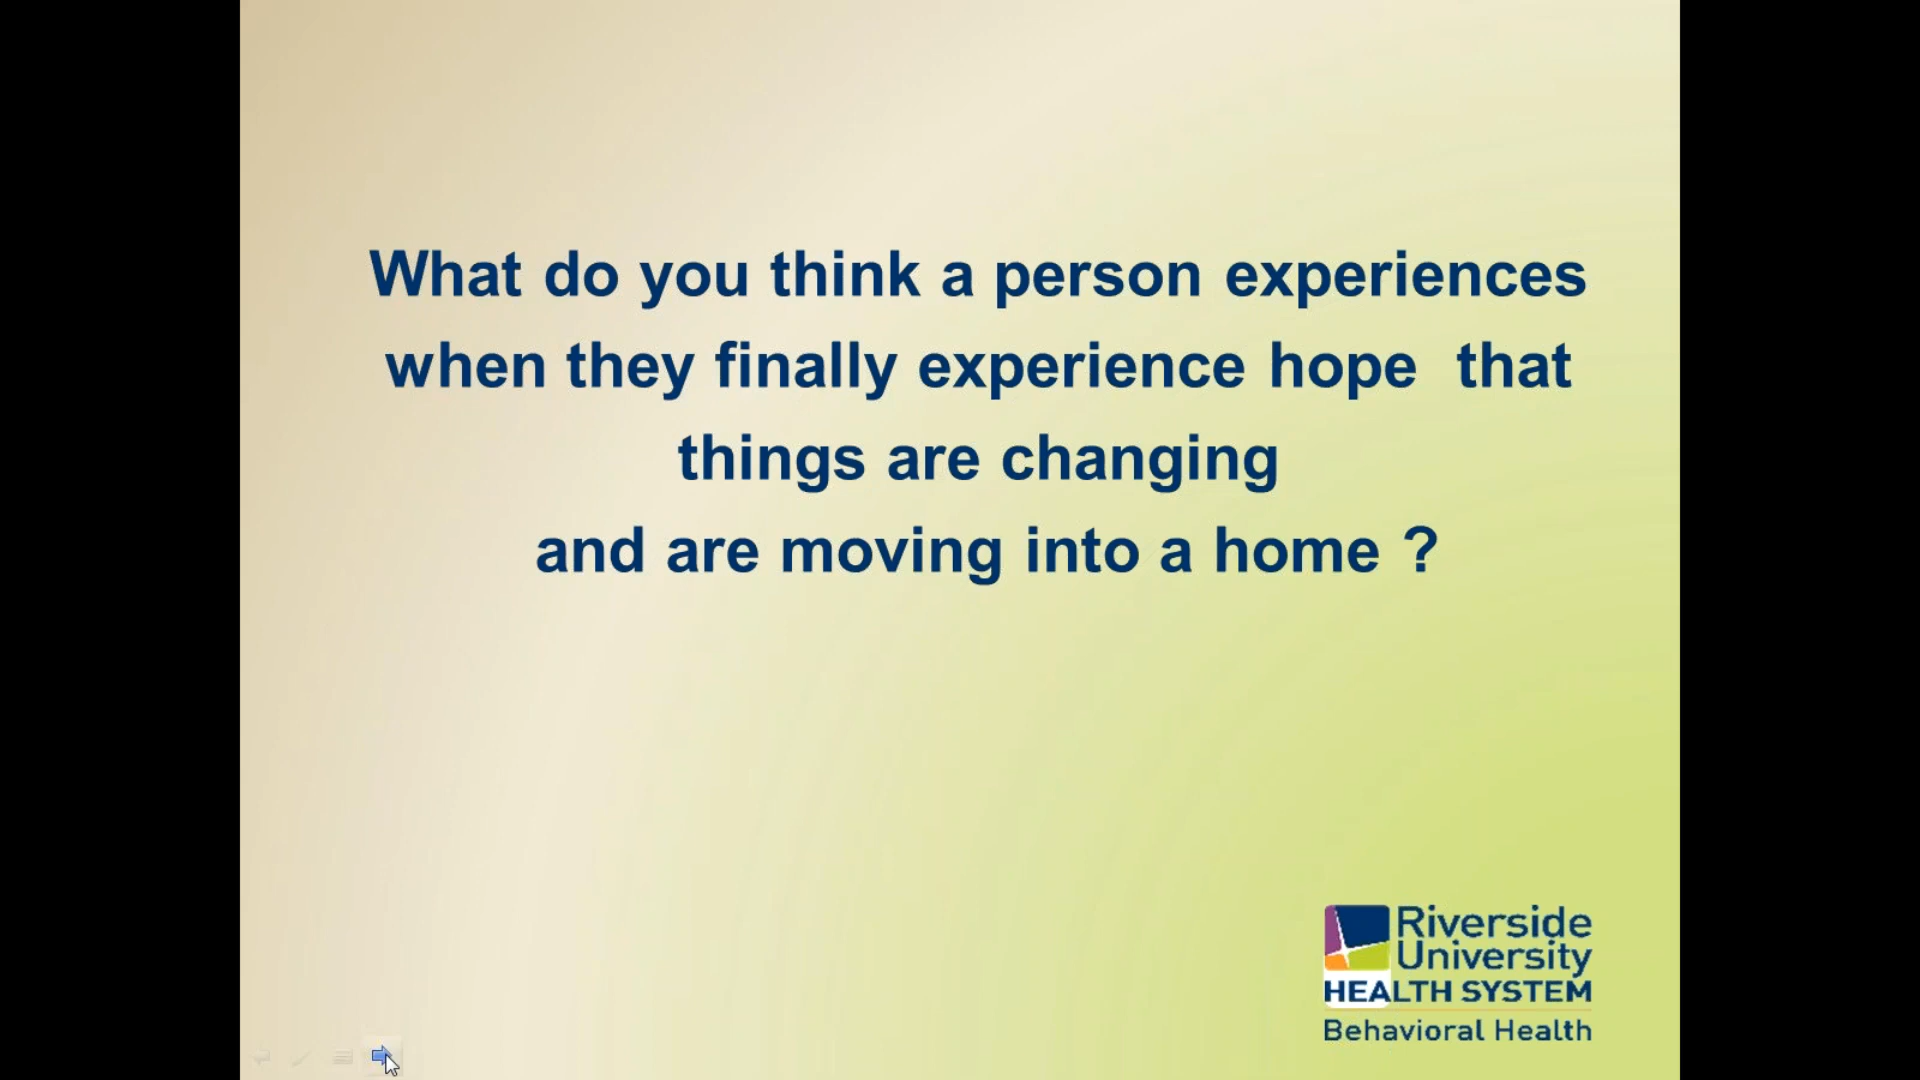 What do you think a person experiences
when they finally experience hope  that
things are changing
and are moving into a home ?
Riverside
University
HEALTH SYSTEM
Behavioral Health